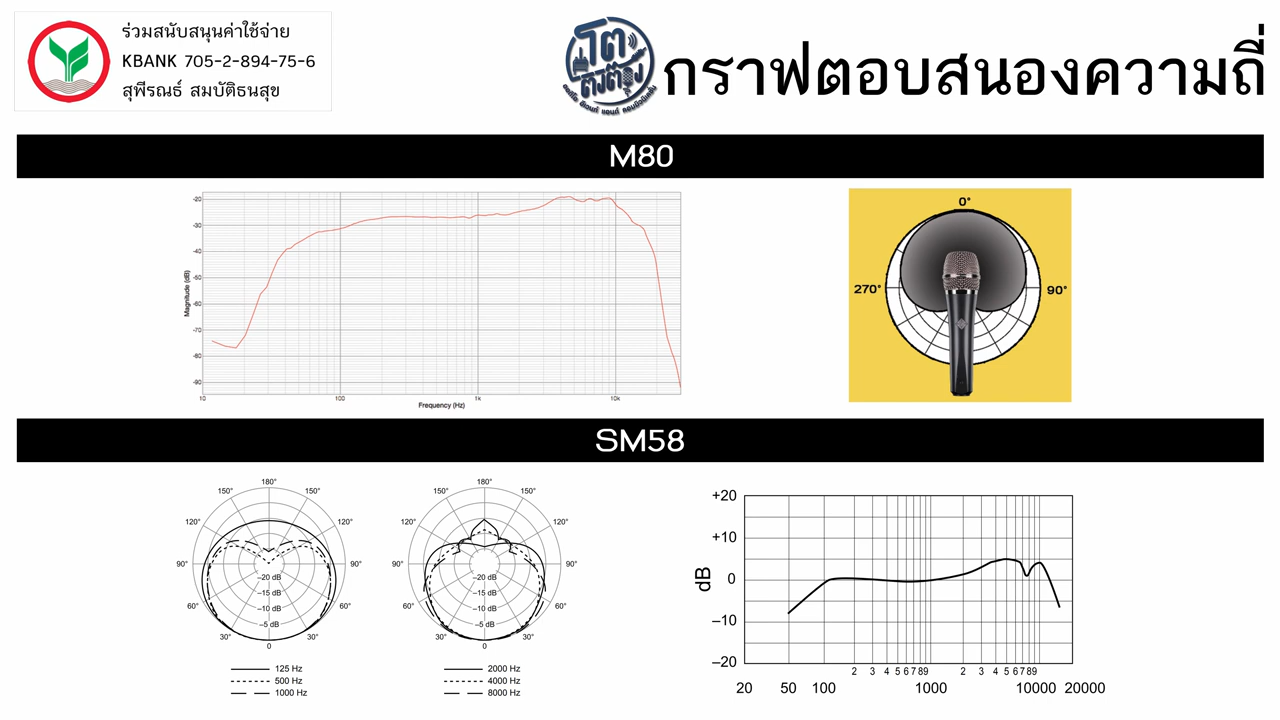 ร่วมสนับสนุนค่าใช้จ่าย
KBANK 705-2-894-75-6
สุพีรณธ์ สมบัติธนสุข
โต
ติงต๊อง
กราฟตอบสนองความถี่
M80
-20
-30
-40
-50
-60
-70
-80
-90
Magnitude (dB)
10 100 1k 10k
Frequency (Hz)
0°
270° 90°
SM58
180°
150° 150°
120° 120°
90° 90°
60° 60°
30° 30°
0
–20 dB
–15 dB
–10 dB
–5 dB
125 Hz
500 Hz
1000 Hz
180°
150° 150°
120° 120°
90° 90°
60° 60°
30° 30°
0
–20 dB
–15 dB
–10 dB
–5 dB
2000 Hz
4000 Hz
8000 Hz
+20
+10
0
–10
–20
dB
2 3 4 5 6 7 8 9 2 3 4 5 6 7 8 9
20 50 100 1000 10000 20000